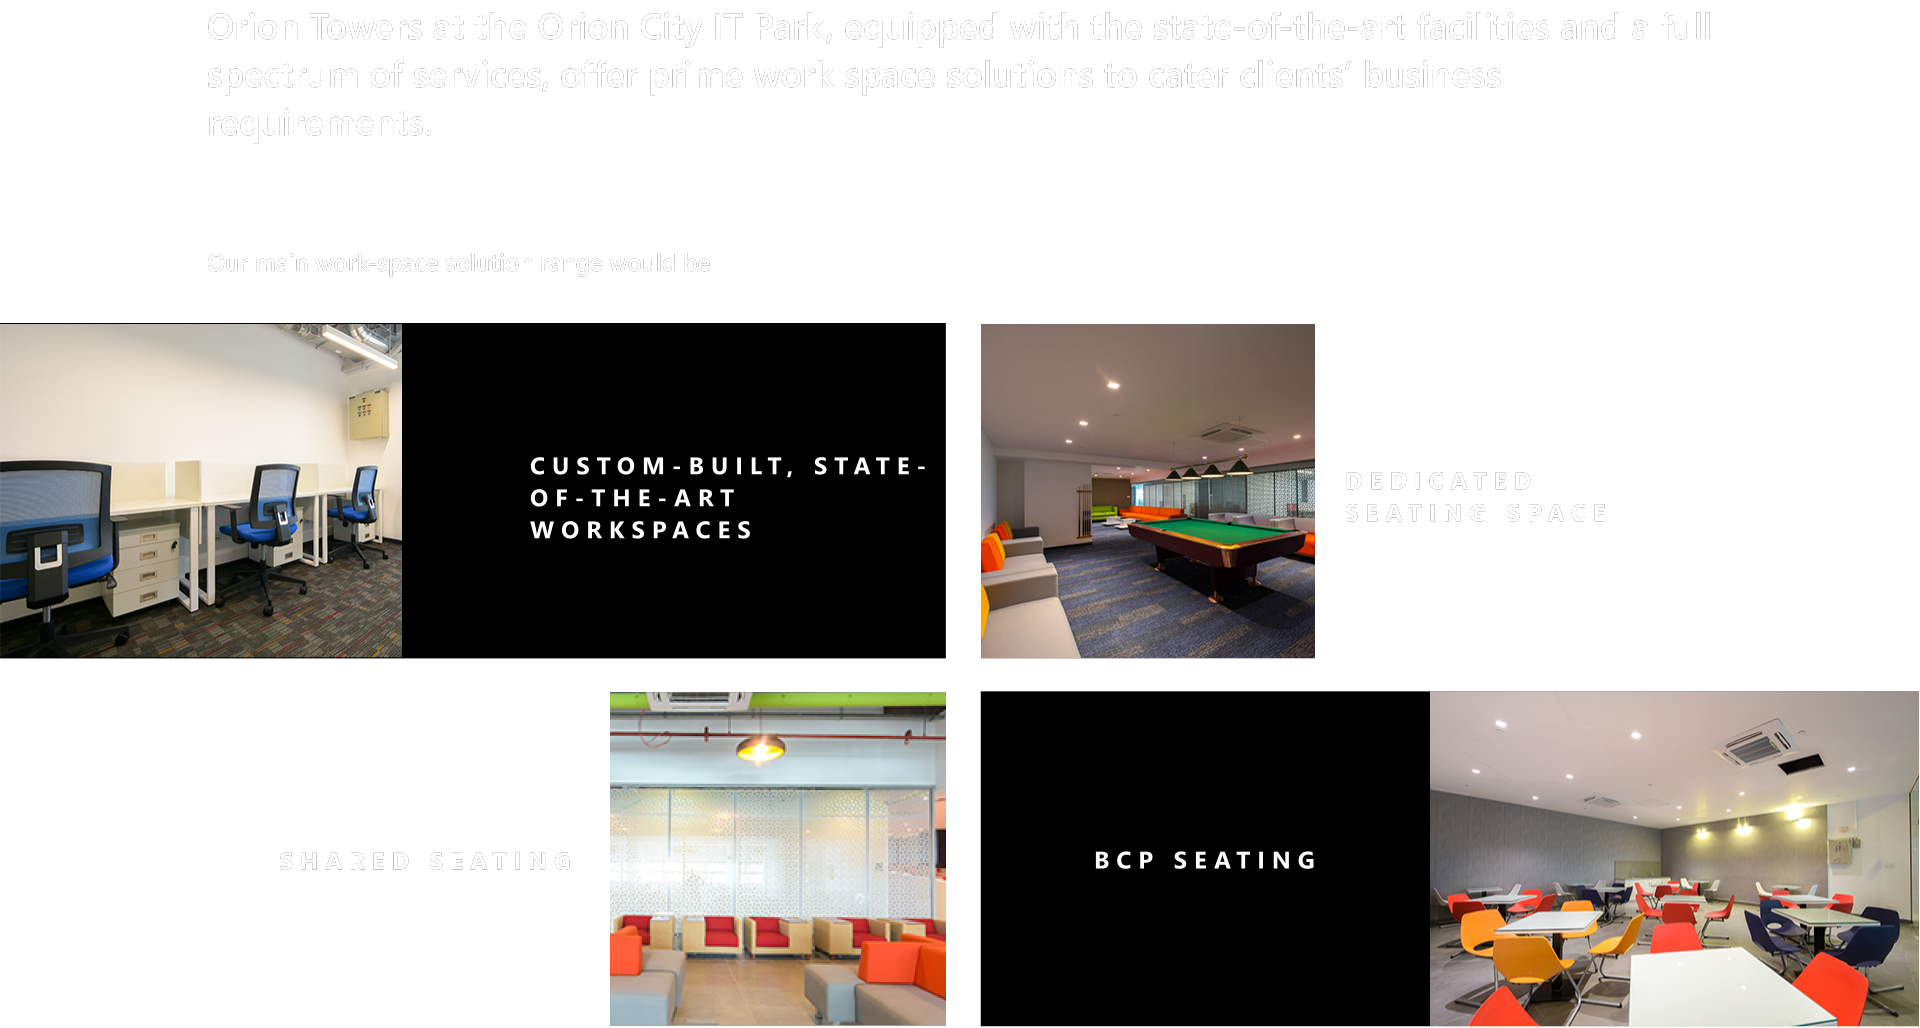 Orion Towers at the Orion City IT Park, equipped with the state-of-the-art facilities and a full
spectrum of services, offer prime work space solutions to cater clients’ business
requirements.
Our main work-space solution range would be
CUSTOM-BUILT, STATE-
OF-THE-ART
WORKSPACES
DEDICATED
SEATING SPACE
SHARED SEATING
BCP SEATING